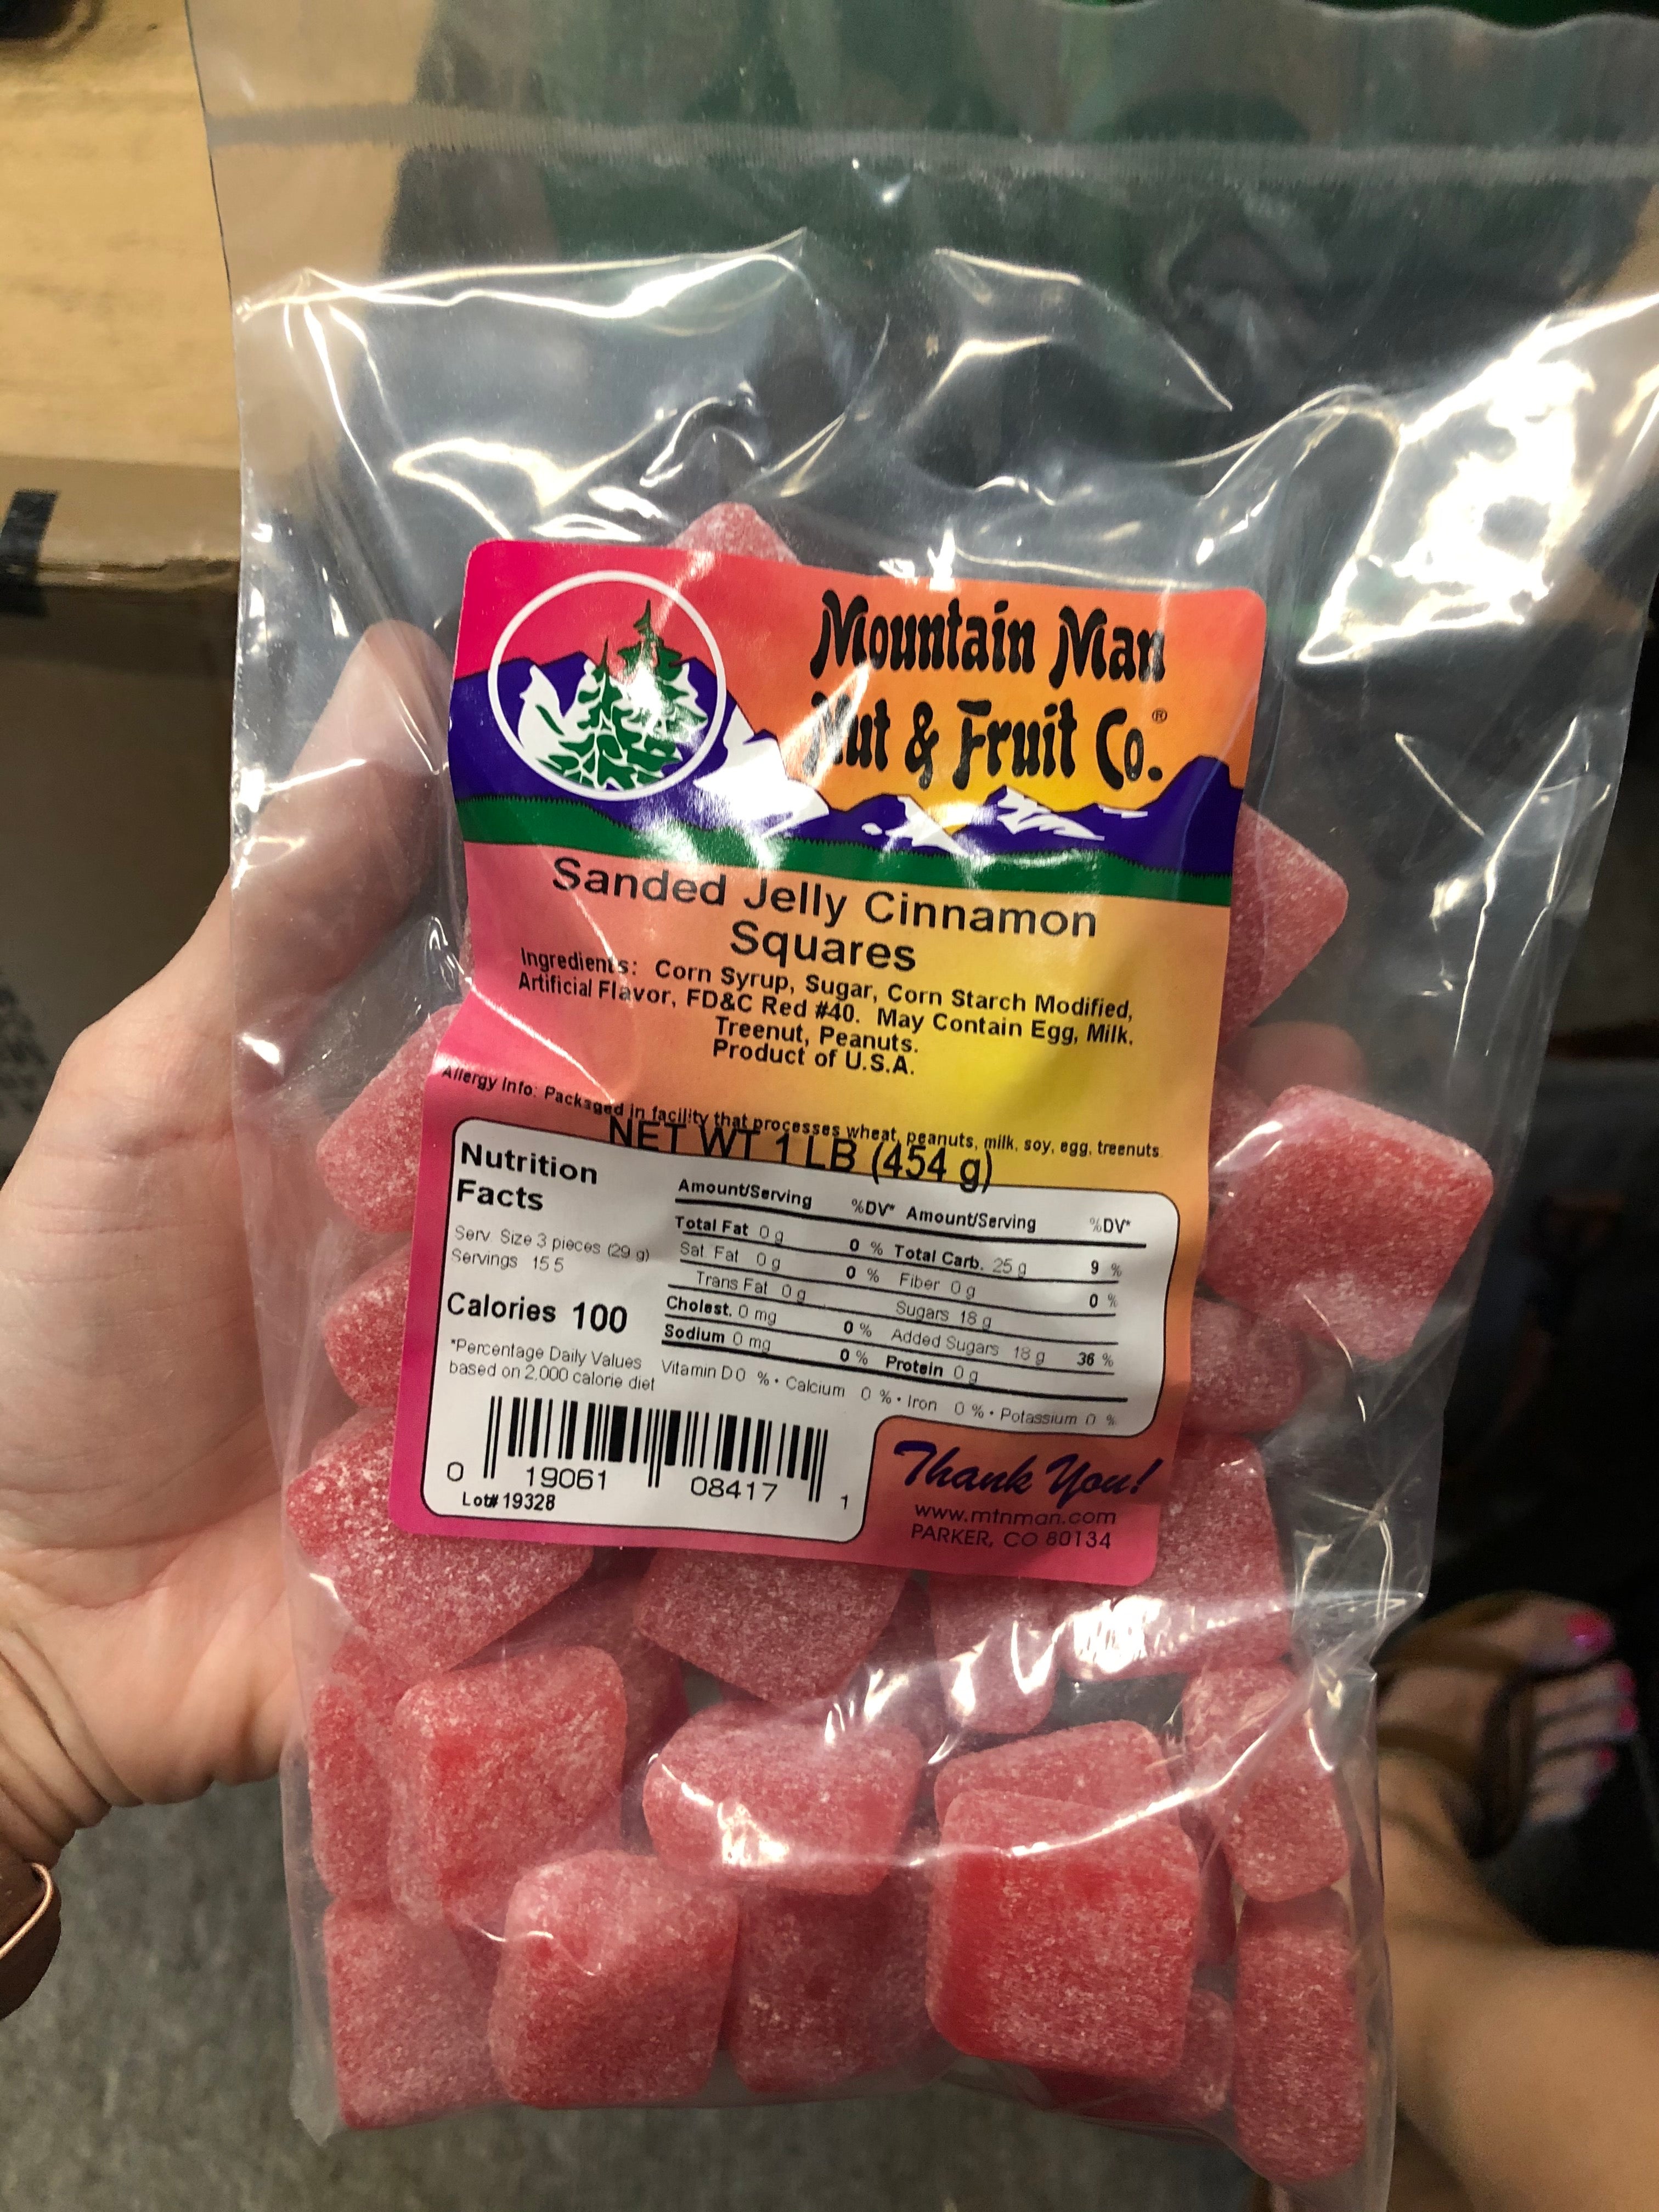 Mountain Man
Nut & Fruit Co.®
Sanded Jelly Cinnamon
Squares
Ingredients: Corn Syrup, Sugar, Corn Starch Modified,
Artificial Flavor, FD&C Red #40. May Contain Egg, Milk,
Treenut, Peanuts.
Product of U.S.A.
Allergy Info: Packaged in facility that processes wheat, peanuts, milk, soy, egg, treenuts.
NET WT 1 LB (454 g)
Nutrition
Facts
Serv. Size 3 pieces (29 g)
Servings 15.5
Calories 100
*Percentage Daily Values
based on 2,000 calorie diet
Amount/Serving %DV* Amount/Serving %DV*
Total Fat 0 g 0 % Total Carb. 25 g 9 %
Sat. Fat 0 g 0 % Fiber 0 g 0 %
Trans Fat 0 g Sugars 18 g
Cholest. 0 mg 0 % Added Sugars 18 g 36 %
Sodium 0 mg 0 % Protein 0 g
Vitamin D 0 % • Calcium 0 % • Iron 0 % • Potassium 0 %
0 19061 08417 1
Lot# 19328
Thank You!
www.mtnman.com
PARKER, CO 80134